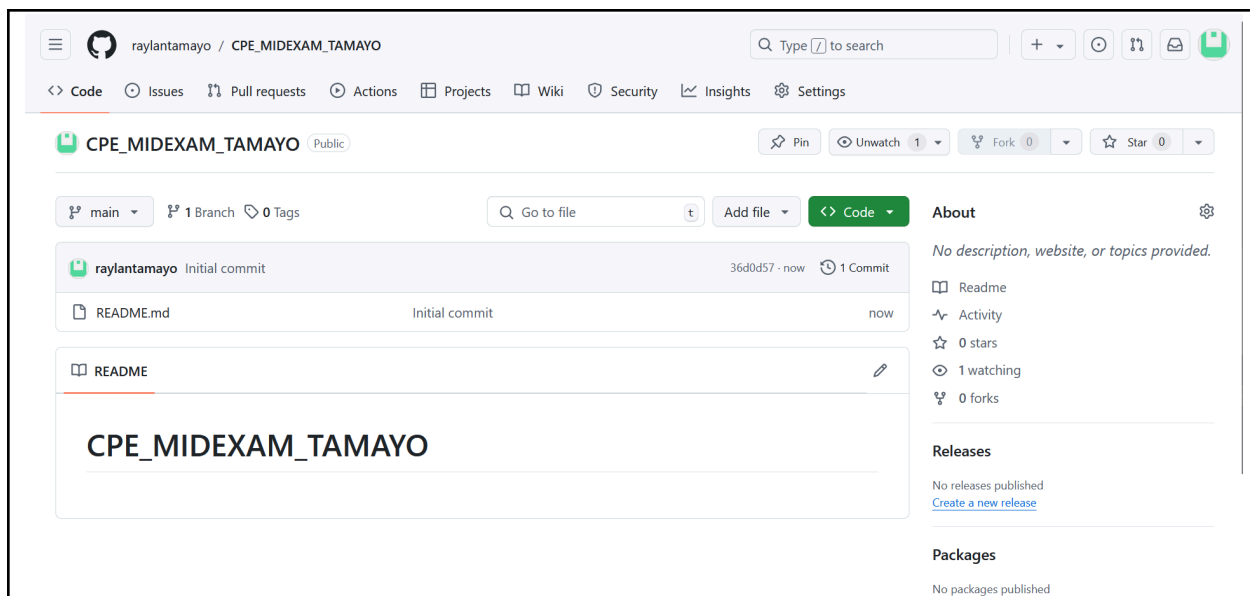 raylantamayo / CPE_MIDEXAM_TAMAYO
Type / to search
Code Issues Pull requests Actions Projects Wiki Security Insights Settings
CPE_MIDEXAM_TAMAYO Public
Pin Unwatch 1 Fork 0 Star 0
main 1 Branch 0 Tags Go to file t Add file Code
raylantamayo Initial commit 36d0d57 · now 1 Commit
README.md Initial commit now
README
CPE_MIDEXAM_TAMAYO
About
No description, website, or topics provided.
Readme
Activity
0 stars
1 watching
0 forks
Releases
No releases published
Create a new release
Packages
No packages published